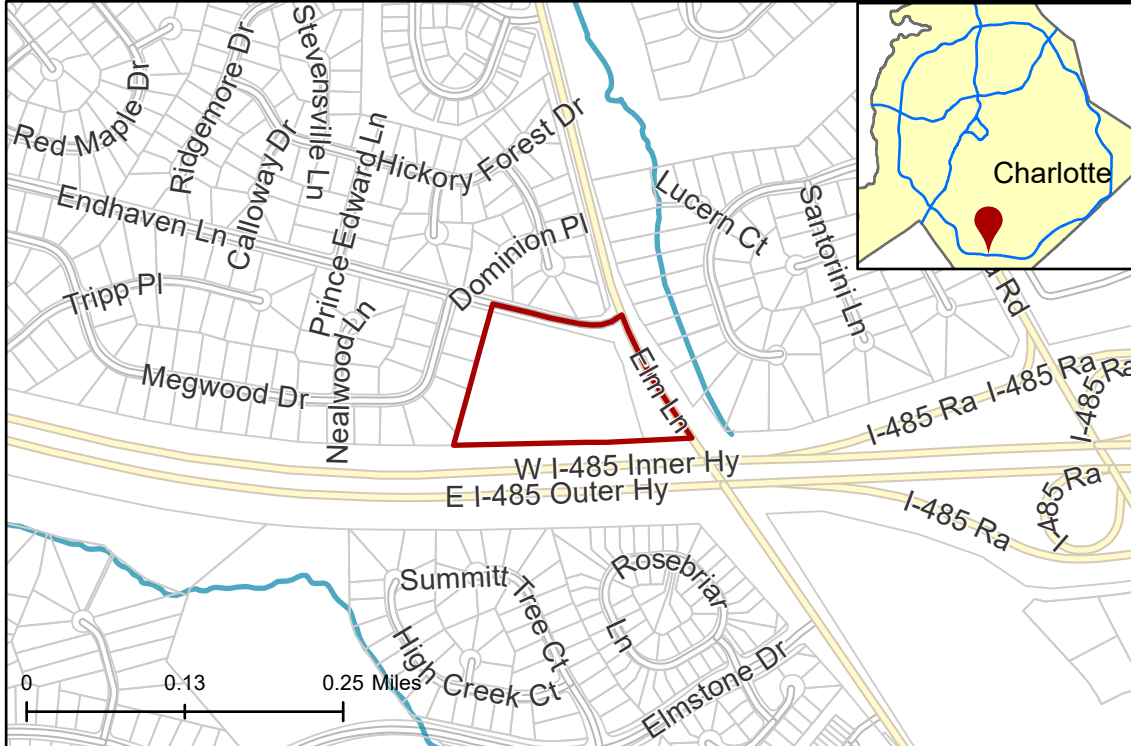 Stevensville Ln
Ridgemore Dr
Red Maple Dr
Calloway Dr
Prince Edward Ln
Hickory Forest Dr
Endhaven Ln
Dominion Pl
Tripp Pl
Lucern Ct
Santorini Ln
Charlotte
Rd
Nealwood Ln
Megwood Dr
Elm Ln
I-485 Ra
I-485 Ra
I-485 Ra
W I-485 Inner Hy
E I-485 Outer Hy
I-485 Ra
I-485 Ra
Summitt Tree Ct
Rosebriar Ln
High Creek Ct
Elmstone Dr
0 0.13 0.25 Miles